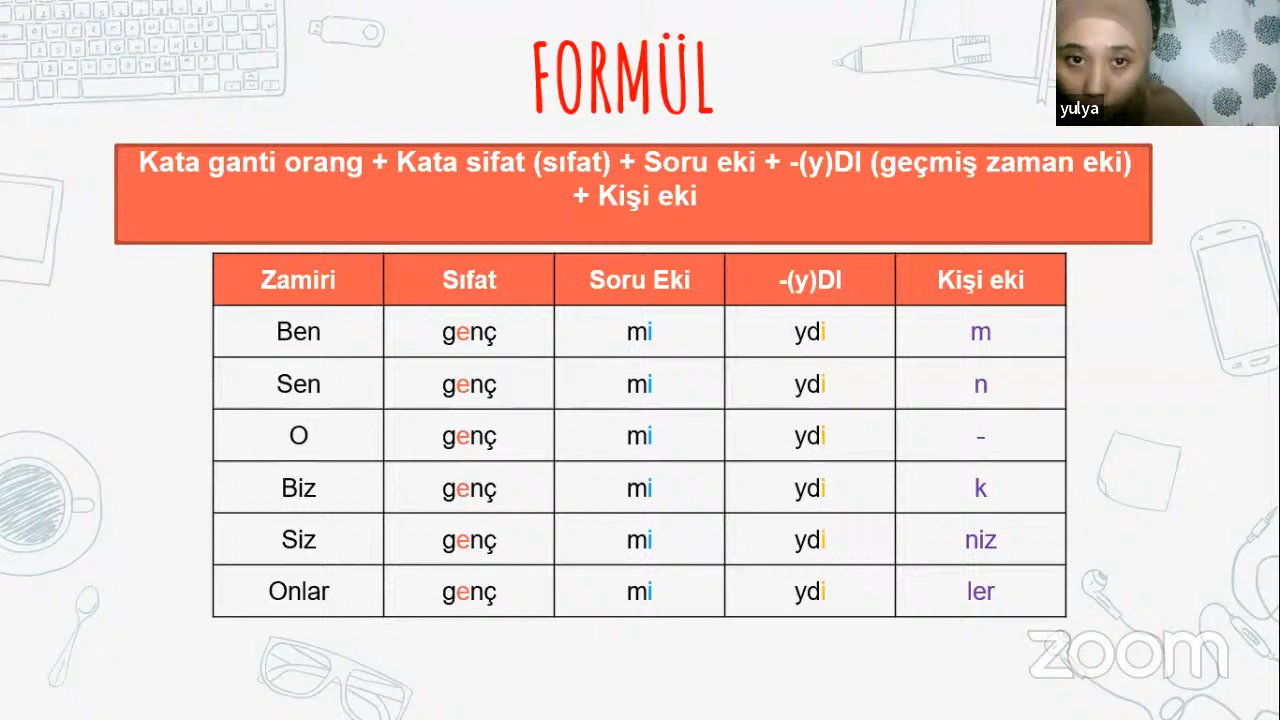 FORMÜL
yulya
Kata ganti orang + Kata sifat (sıfat) + Soru eki + -(y)DI (geçmiş zaman eki)
+ Kişi eki
Zamiri Sıfat Soru Eki -(y)DI Kişi eki
Ben genç mi ydi m
Sen genç mi ydi n
O genç mi ydi -
Biz genç mi ydi k
Siz genç mi ydi niz
Onlar genç mi ydi ler
zoom